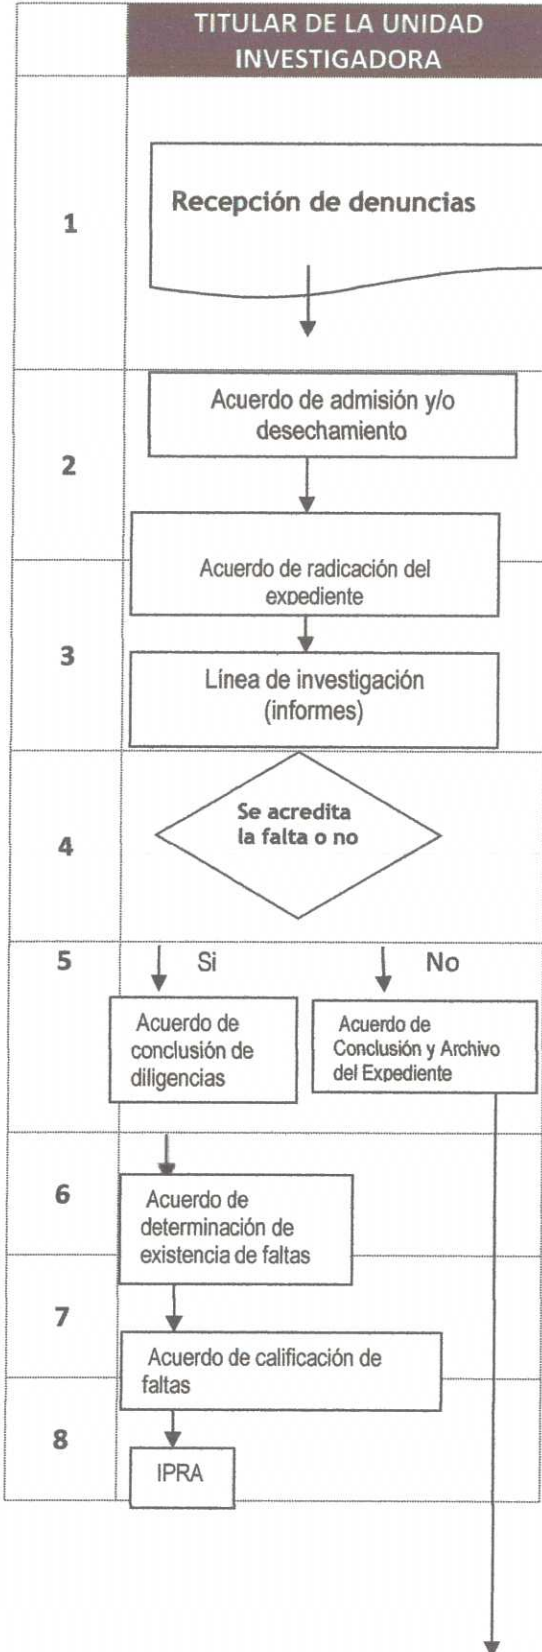 TITULAR DE LA UNIDAD
INVESTIGADORA
1
Recepción de denuncias
2
Acuerdo de admisión y/o
desechamiento
Acuerdo de radicación del
expediente
3
Línea de investigación
(informes)
4
Se acredita
la falta o no
5
Si
No
Acuerdo de
conclusión de
diligencias
Acuerdo de
Conclusión y Archivo
del Expediente
6
Acuerdo de
determinación de
existencia de faltas
7
Acuerdo de calificación de
faltas
8
IPRA